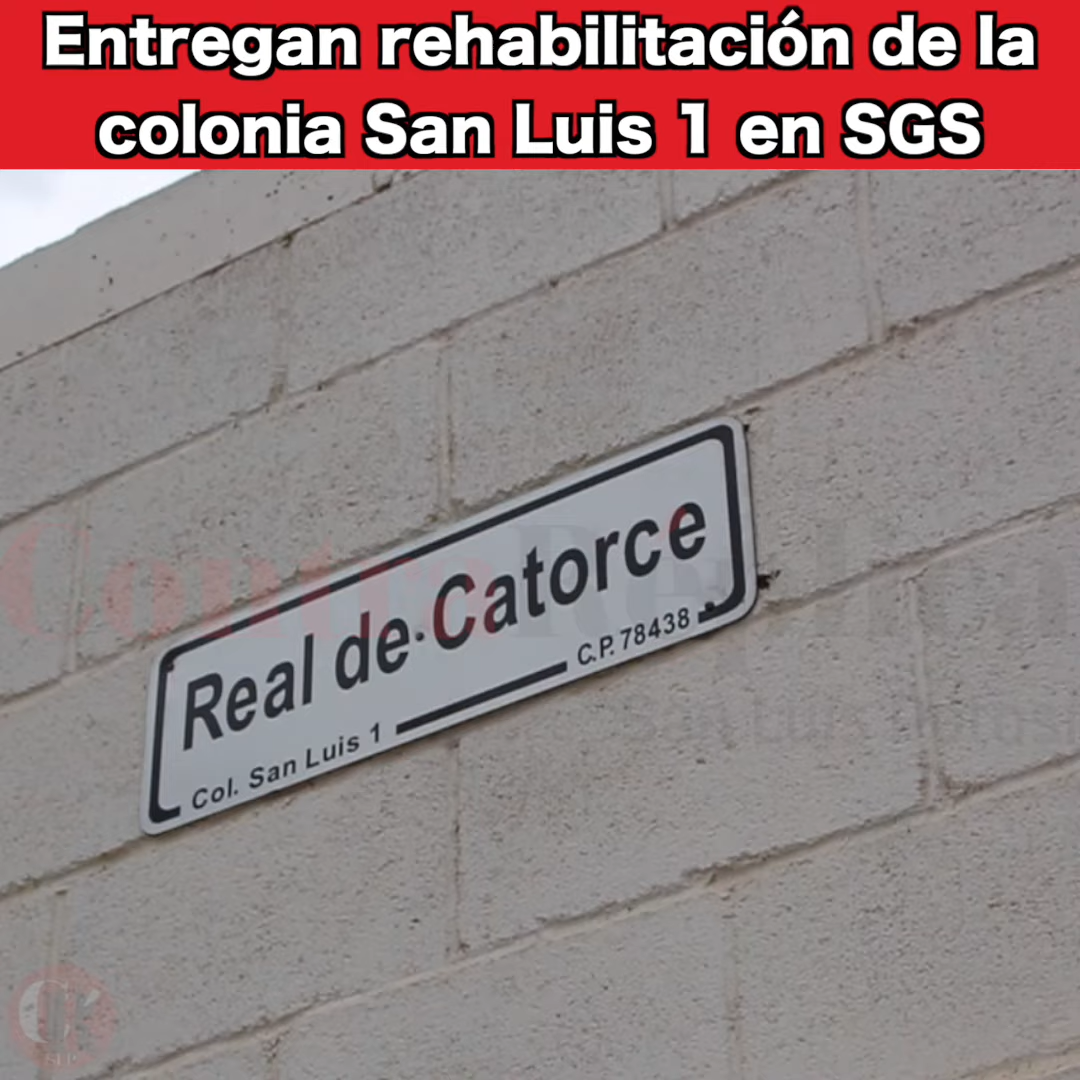 Entregan rehabilitación de la
colonia San Luis 1 en SGS
Real de Catorce
C.P. 78438
Col. San Luis 1